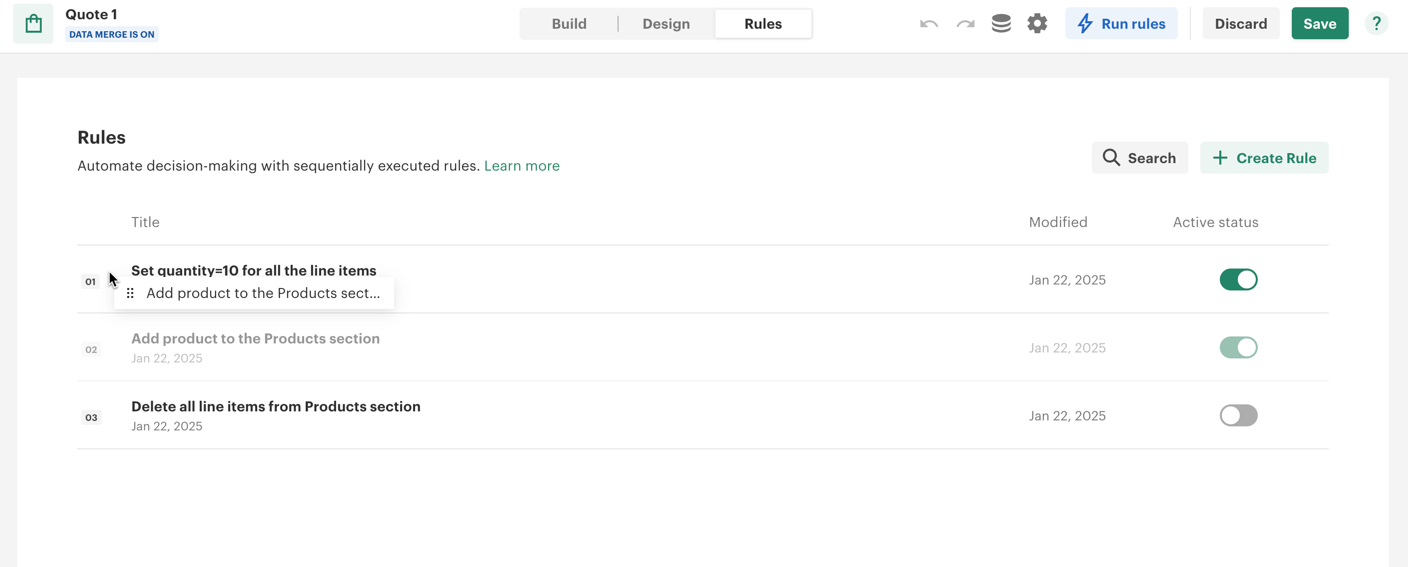 Quote 1
DATA MERGE IS ON
Build
Design
Rules
Run rules
Discard
Save
?
Rules
Automate decision-making with sequentially executed rules. Learn more
Search
Create Rule
Title
Modified
Active status
01
Set quantity=10 for all the line items
Add product to the Products sect...
Jan 22, 2025
02
Add product to the Products section
Jan 22, 2025
Jan 22, 2025
03
Delete all line items from Products section
Jan 22, 2025
Jan 22, 2025